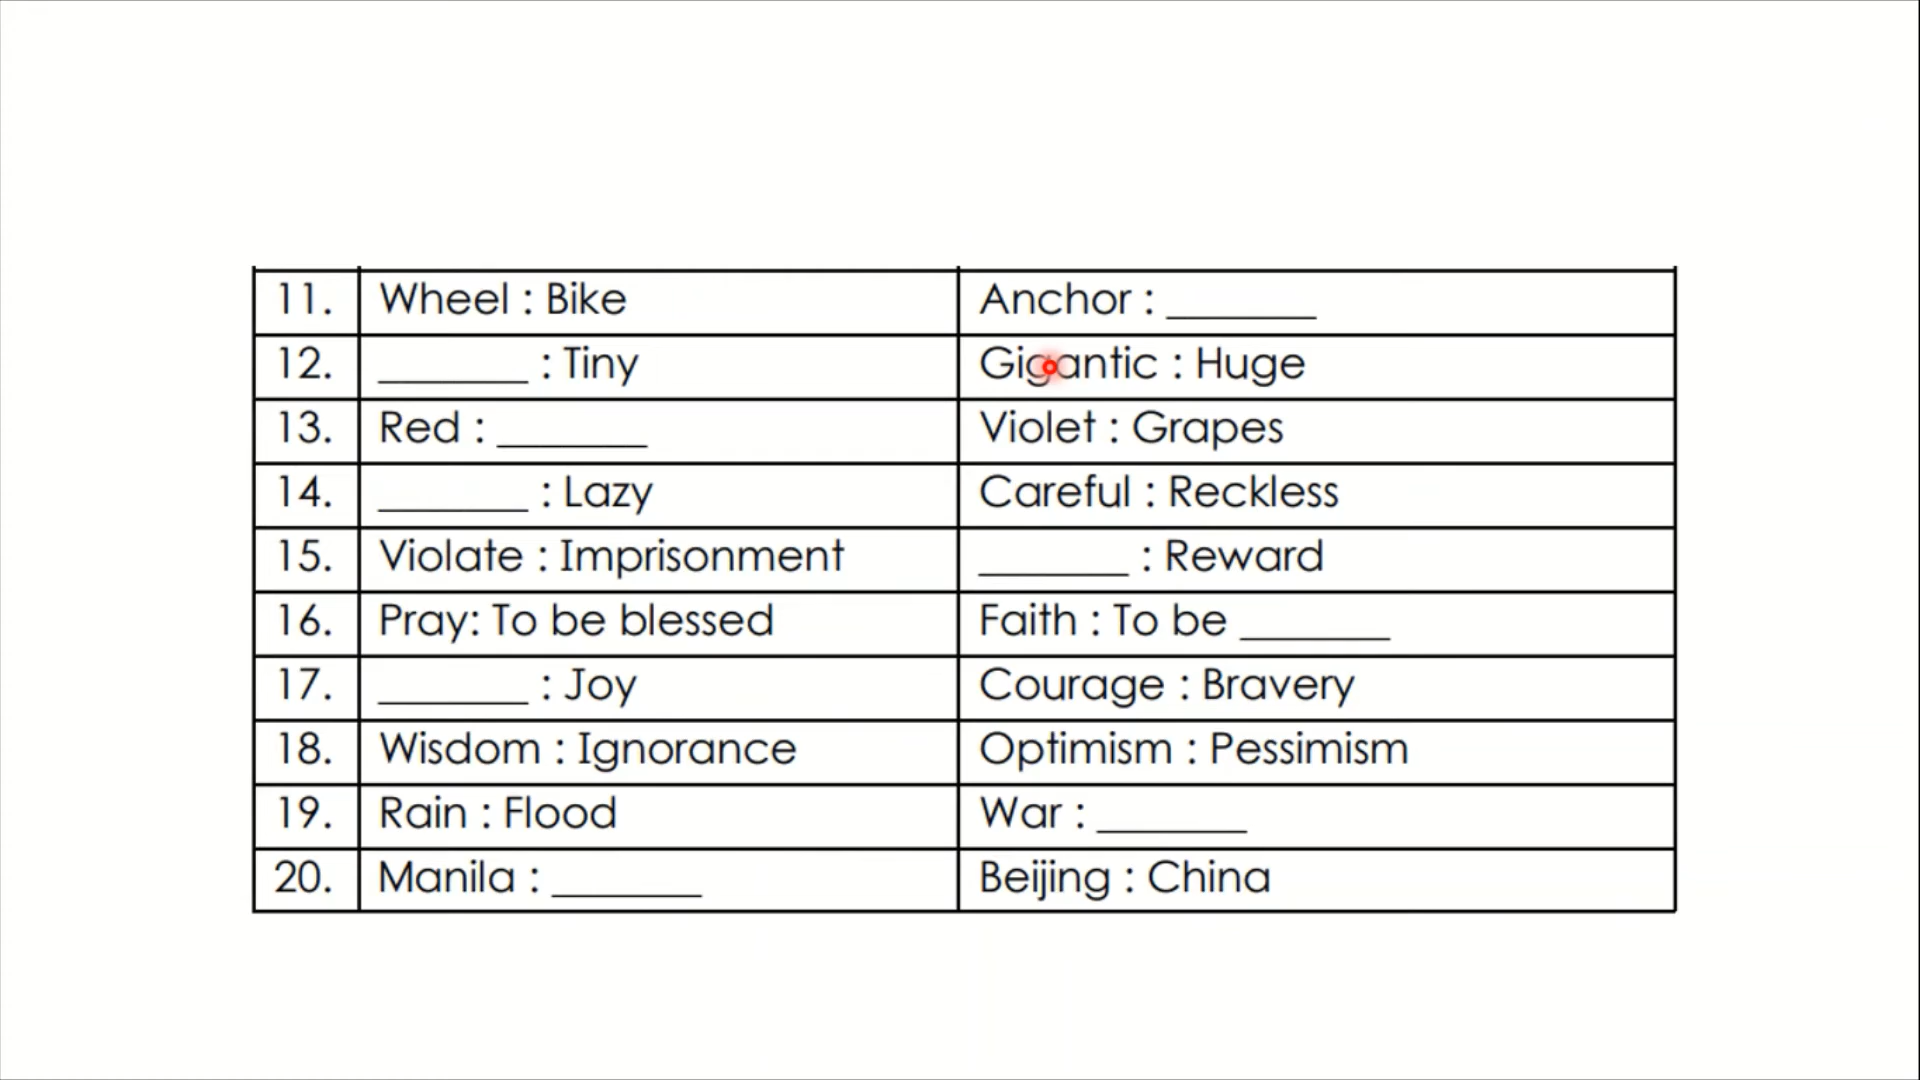 11. Wheel : Bike Anchor : _______
12. _______ : Tiny Gigantic : Huge
13. Red : _______ Violet : Grapes
14. _______ : Lazy Careful : Reckless
15. Violate : Imprisonment _______ : Reward
16. Pray: To be blessed Faith : To be _______
17. _______ : Joy Courage : Bravery
18. Wisdom : Ignorance Optimism : Pessimism
19. Rain : Flood War : _______
20. Manila : _______ Beijing : China